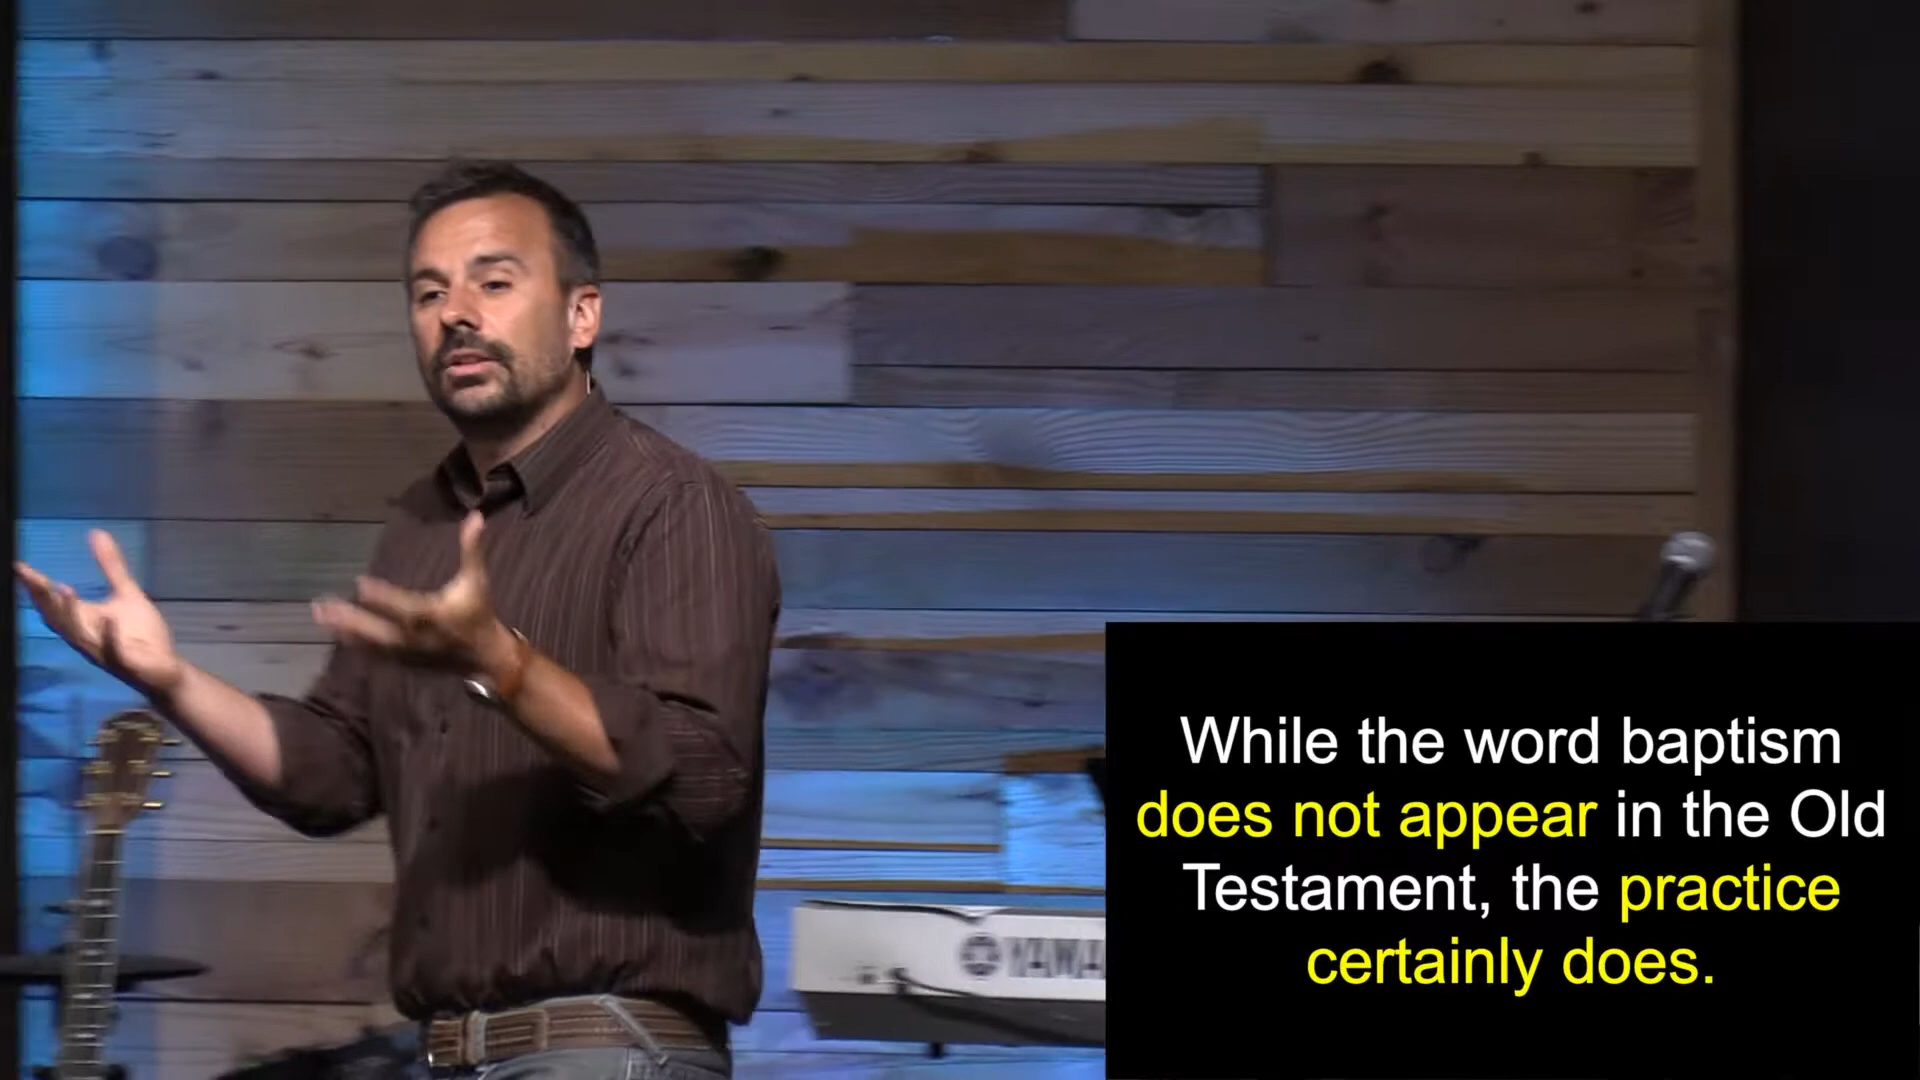 While the word baptism
does not appear in the Old
Testament, the practice
certainly does.